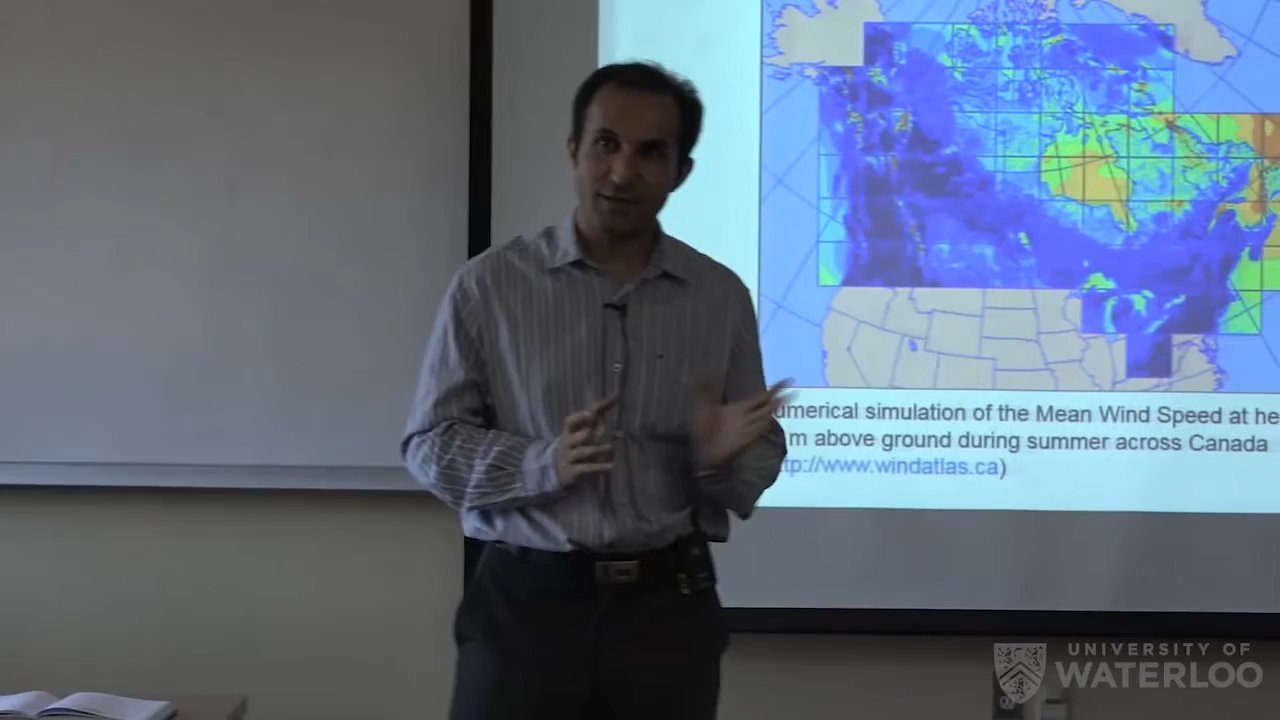 umerical simulation of the Mean Wind Speed at he
m above ground during summer across Canada
tp://www.windatlas.ca)
UNIVERSITY OF
WATERLOO